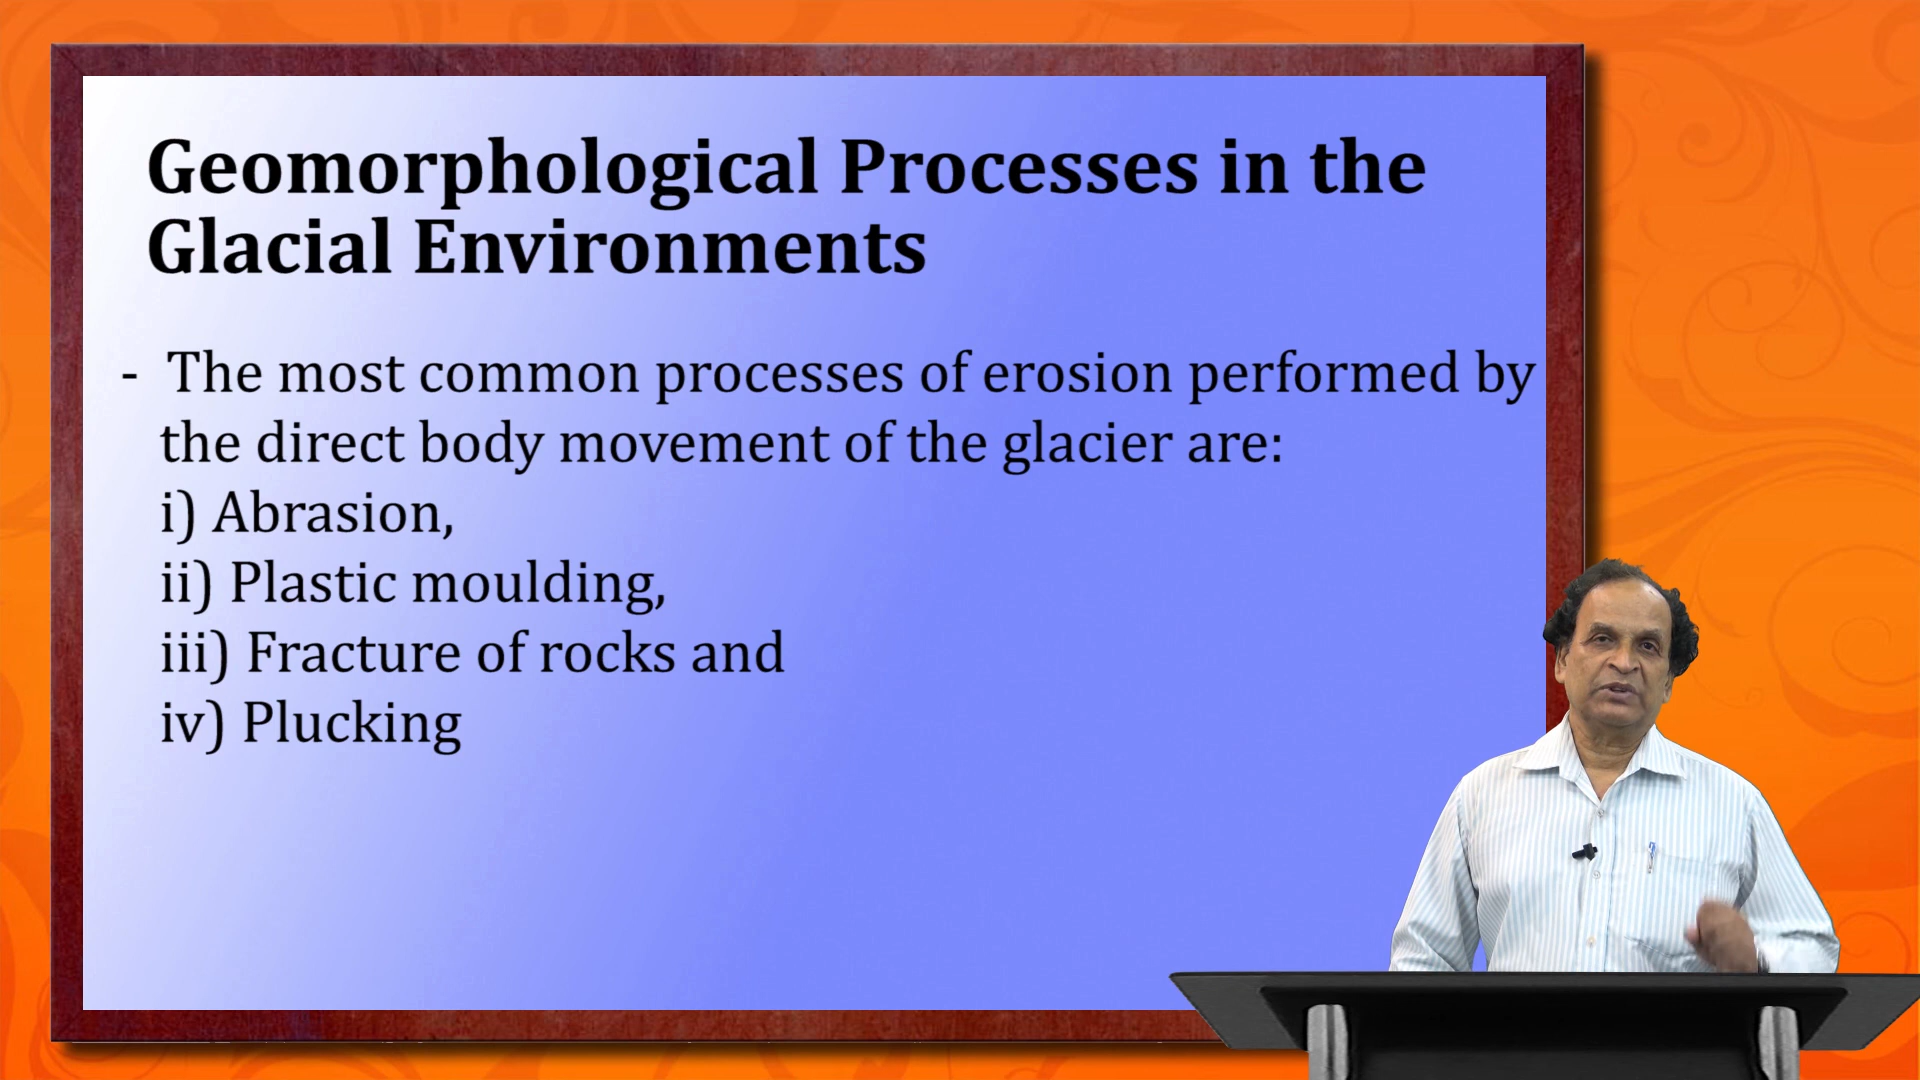 Geomorphological Processes in the
Glacial Environments
- The most common processes of erosion performed by
the direct body movement of the glacier are:
i) Abrasion,
ii) Plastic moulding,
iii) Fracture of rocks and
iv) Plucking